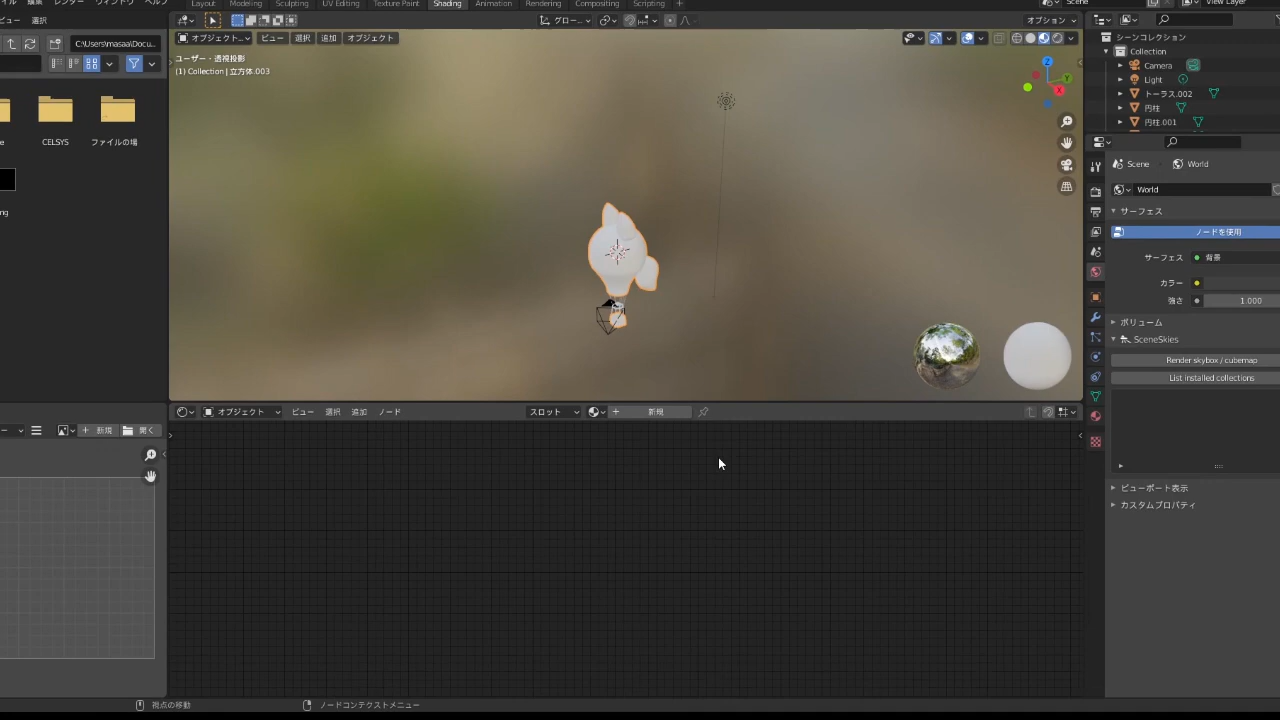 イル 編集 レンダー ウィンドウ ヘルプ
Layout Modeling Sculpting UV Editing Texture Paint Shading Animation Rendering Compositing Scripting +
Scene View Layer
ビュー 選択
グロー...
オプション
C:\Users\masaa\Docu...
オブジェクト... ビュー 選択 追加 オブジェクト
ユーザー・透視投影
(1) Collection | 立方体.003
シーンコレクション
Collection
Camera
Light
トーラス.002
円柱
円柱.001
Z
Y
X
CELSYS
ファイルの場
ng
Scene World
World
サーフェス
ノードを使用
サーフェス 背景
カラー
強さ 1.000
ボリューム
SceneSkies
Render skybox / cubemap
List installed collections
ビューポート表示
カスタムプロパティ
オブジェクト ビュー 選択 追加 ノード スロット 新規
新規 開く
視点の移動 ノードコンテクストメニュー